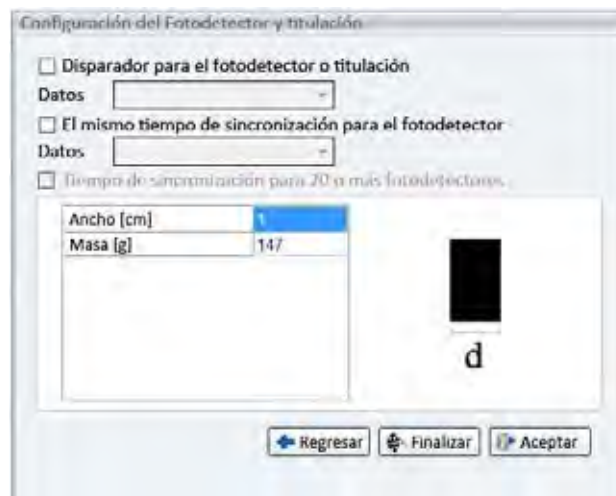 Configuración del Fotodetector y titulación
Disparador para el fotodetector o titulación
Datos
El mismo tiempo de sincronización para el fotodetector
Datos
Tiempo de sincronización para 20 o más fotodetectores
Ancho [cm] 1
Masa [g] 147
d
Regresar Finalizar Aceptar